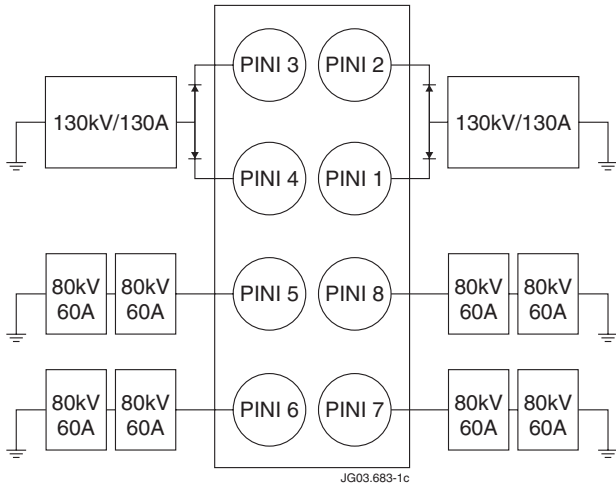 PINI 3 PINI 2
130kV/130A 130kV/130A
PINI 4 PINI 1
80kV 80kV PINI 5 PINI 8 80kV 80kV
60A 60A 60A 60A
80kV 80kV PINI 6 PINI 7 80kV 80kV
60A 60A 60A 60A
JG03.683-1c